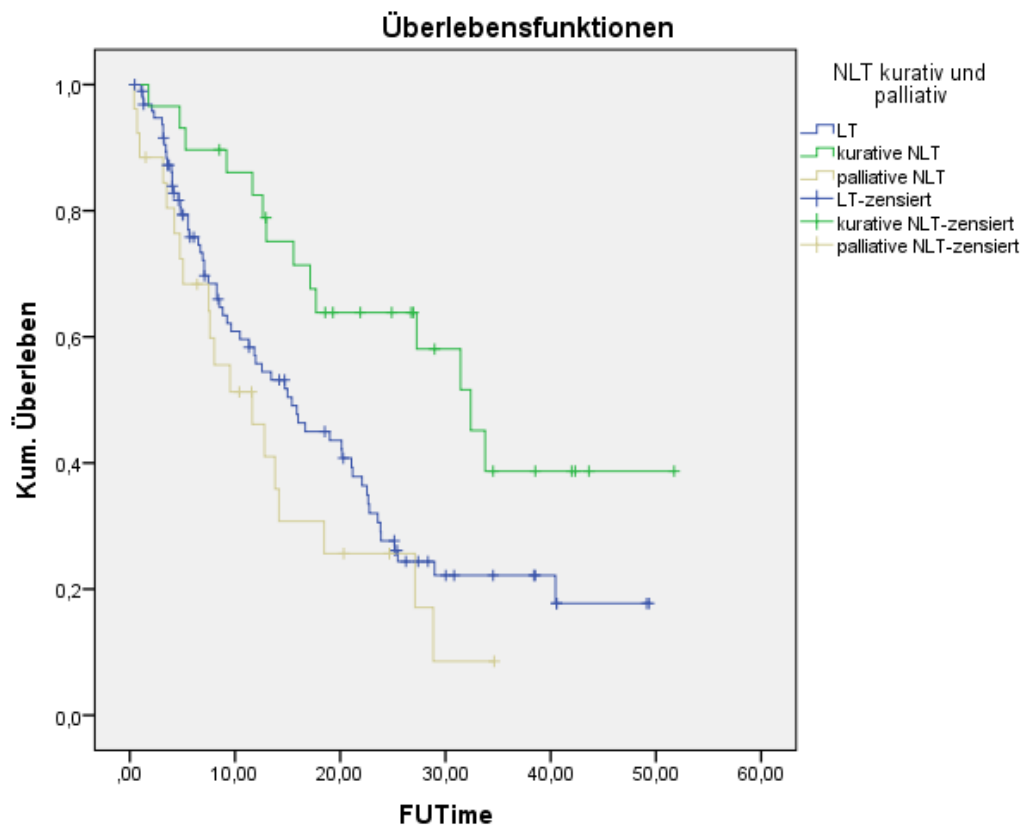 Überlebensfunktionen
NLT kurativ und
palliativ
LT
kurative NLT
palliative NLT
LT-zensiert
kurative NLT-zensiert
palliative NLT-zensiert
Kum. Überleben
1,0
0,8
0,6
0,4
0,2
0,0
,00 10,00 20,00 30,00 40,00 50,00 60,00
FUTime